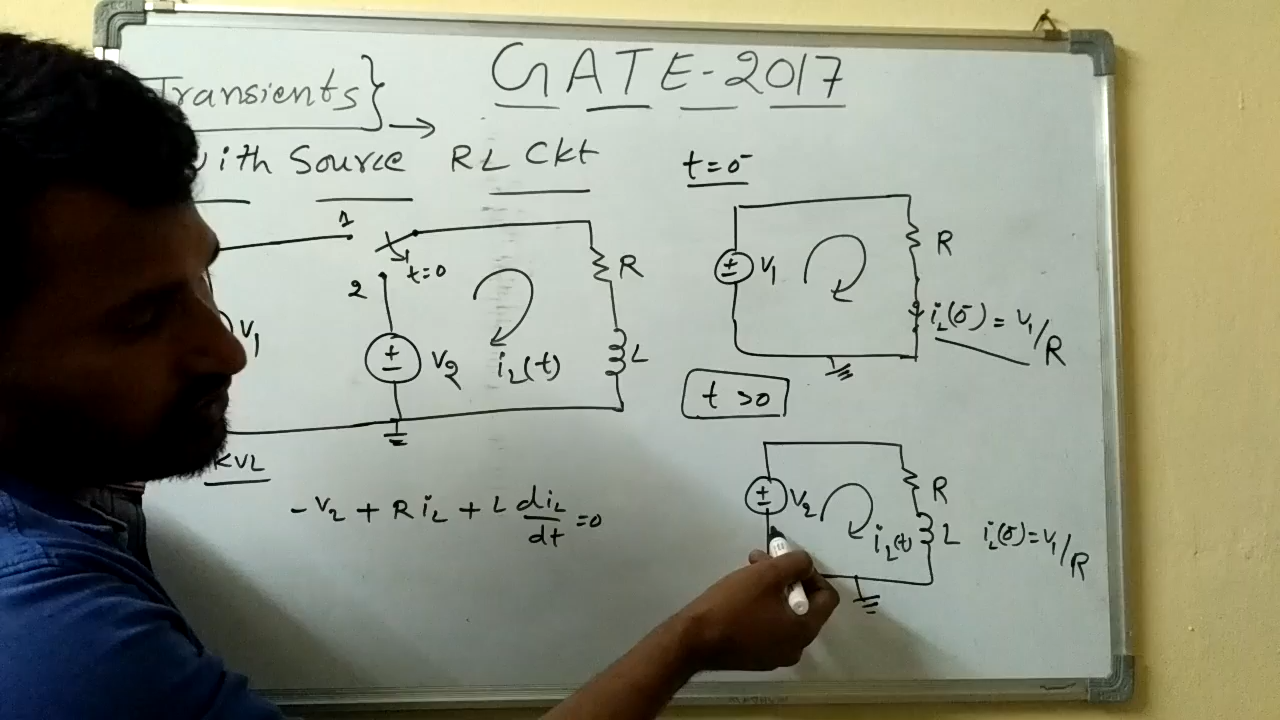 GATE-2017
Transients} →
with Source RL Ckt
1
2
t=0
V1
V2
iL(t)
R
L
KVL
-V2 + R iL + L diL/dt =0
t=0-
V1
R
iL(0-) = V1/R
t >0
V2
iL(t)
R
L
iL(0-)=V1/R